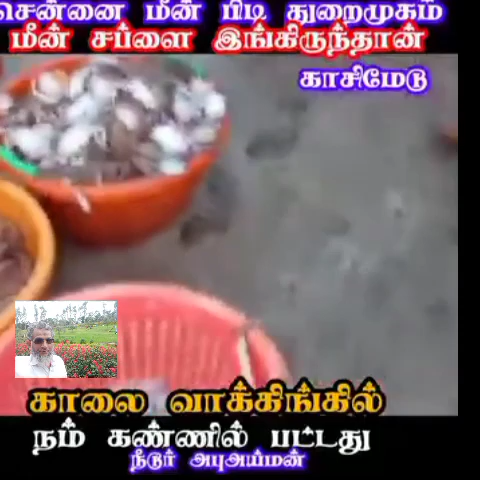 சென்னை மீன் பிடி துறைமுகம்
மீன் சப்ளை இங்கிருந்தான்
காசிமேடு
காலை வாக்கிங்கில்
நம் கண்ணில் பட்டது
நீடூர் அபுஅய்மன்